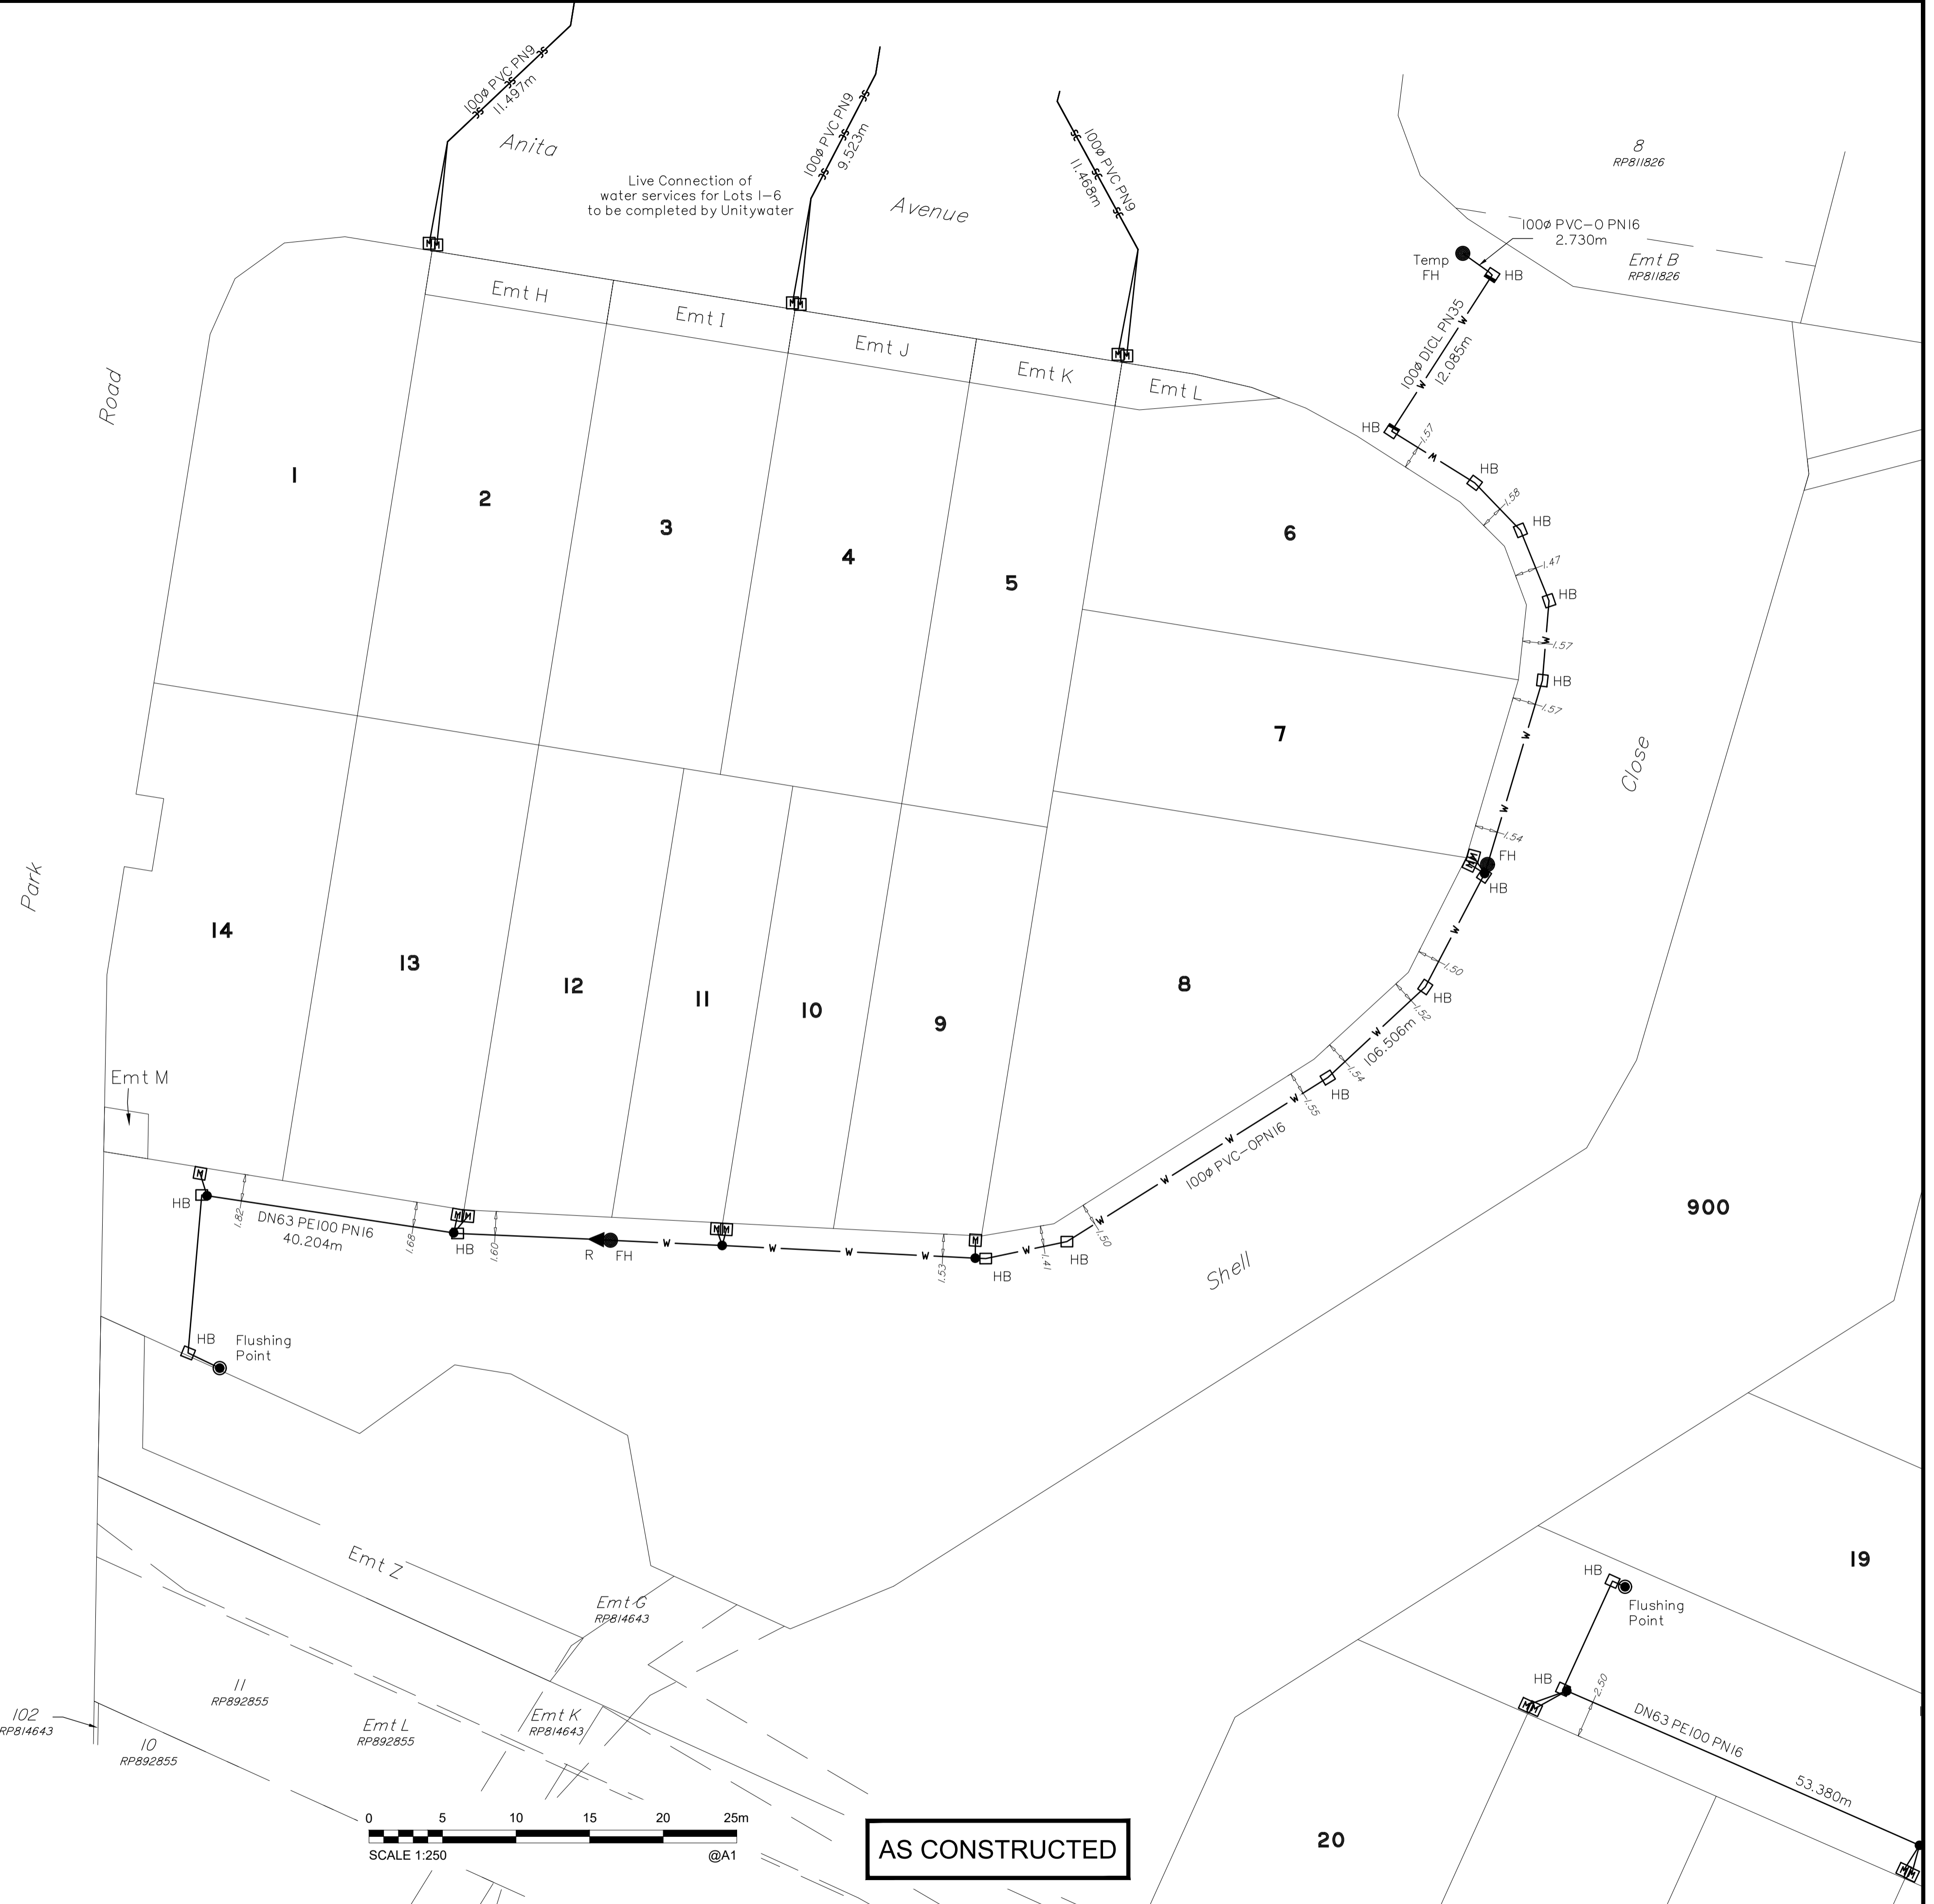 100ø PVC PN9
11.497m
100ø PVC PN9
9.523m
100ø PVC PN9
11.468m
Anita
Avenue
Live Connection of
water services for Lots 1-6
to be completed by Unitywater
8
RP811826
100ø PVC-O PN16
2.730m
Emt B
RP811826
Temp
FH
HB
100ø DICL PN35
12.085m
HB
M M
M M
M M
Emt H
Emt I
Emt J
Emt K
Emt L
Road
1
2
3
4
5
6
7
1.57
W
HB
1.58
HB
1.47
HB
W
1.57
HB
1.57
W
W
1.54
Close
M
M
FH
HB
Park
14
13
12
11
10
9
8
W
1.50
HB
1.52
W
106.506m
1.54
HB
1.55
W
W
100ø PVC-OPN16
W
W
1.50
HB
1.41
W
Emt M
M
HB
1.82
DN63 PE100 PN16
40.204m
1.68
M M
HB
1.60
R
FH
W
M M
W
W
W
1.53
M
HB
Shell
900
HB
Flushing
Point
Emt Z
Emt G
RP814643
Emt K
RP814643
11
RP892855
Emt L
RP892855
102
RP814643
10
RP892855
19
HB
Flushing
Point
HB
M M
2.50
DN63 PE100 PN16
53.380m
M M
20
0 5 10 15 20 25m
SCALE 1:250 @A1
AS CONSTRUCTED